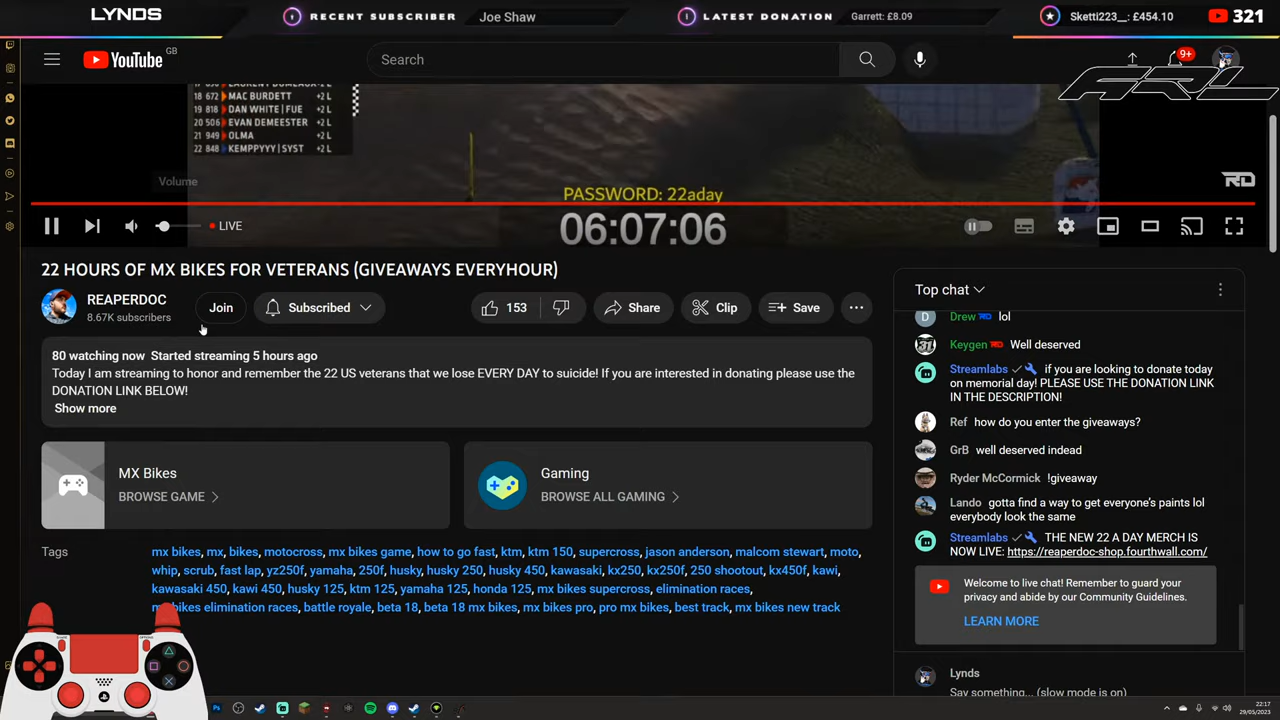 LYNDS
RECENT SUBSCRIBER
Joe Shaw
LATEST DONATION
Garrett: £8.09
Sketti223__: £454.10
321
YouTube GB
Search
9+
ARL
18 672 MAC BURDETT +2 L
19 818 DAN WHITE|FUE +2 L
20 506 EVAN DEMEESTER +2 L
21 949 OLMA +2 L
22 848 KEMPPYYY|SYST +2 L
Volume
PASSWORD: 22aday
RD
06:07:06
LIVE
22 HOURS OF MX BIKES FOR VETERANS (GIVEAWAYS EVERYHOUR)
REAPERDOC
8.67K subscribers
Join
Subscribed
153
Share
Clip
Save
80 watching now Started streaming 5 hours ago
Today I am streaming to honor and remember the 22 US veterans that we lose EVERY DAY to suicide! If you are interested in donating please use the
DONATION LINK BELOW!
Show more
MX Bikes
BROWSE GAME
Gaming
BROWSE ALL GAMING
Tags
mx bikes, mx, bikes, motocross, mx bikes game, how to go fast, ktm, ktm 150, supercross, jason anderson, malcom stewart, moto,
whip, scrub, fast lap, yz250f, yamaha, 250f, husky, husky 250, husky 450, kawasaki, kx250, kx250f, 250 shootout, kx450f, kawi,
kawasaki 450, kawi 450, husky 125, ktm 125, yamaha 125, honda 125, mx bikes supercross, elimination races,
bikes elimination races, battle royale, beta 18, beta 18 mx bikes, mx bikes pro, pro mx bikes, best track, mx bikes new track
Top chat
D Drew RD lol
Keygen RD Well deserved
Streamlabs if you are looking to donate today
on memorial day! PLEASE USE THE DONATION LINK
IN THE DESCRIPTION!
Ref how do you enter the giveaways?
GrB well deserved indead
Ryder McCormick !giveaway
Lando gotta find a way to get everyone's paints lol
everybody look the same
Streamlabs THE NEW 22 A DAY MERCH IS
NOW LIVE: https://reaperdoc-shop.fourthwall.com/
Welcome to live chat! Remember to guard your
privacy and abide by our Community Guidelines.
LEARN MORE
Lynds
Say something... (slow mode is on)
22:17
29/05/2023